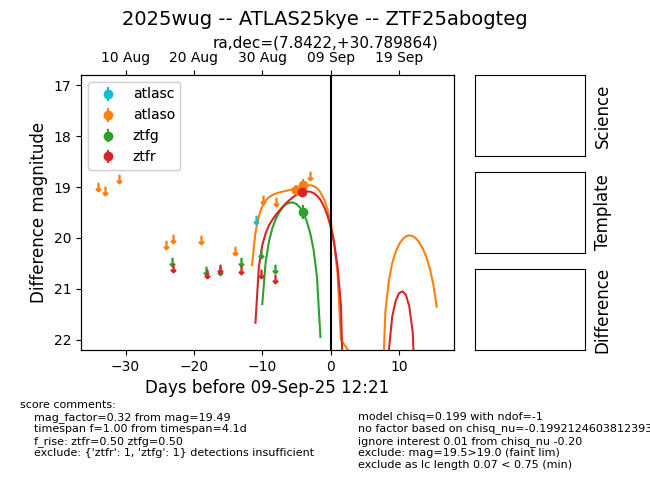 2025wug -- ATLAS25kye -- ZTF25abogteg
ra,dec=(7.8422,+30.789864)
10 Aug 20 Aug 30 Aug 09 Sep 19 Sep
17
18
19
20
21
22
Difference magnitude
atlasc
atlaso
ztfg
ztfr
−30 −20 −10 0 10
Days before 09-Sep-25 12:21
Science
Template
Difference
score comments:
mag_factor=0.32 from mag=19.49
timespan f=1.00 from timespan=4.1d
f_rise: ztfr=0.50 ztfg=0.50
exclude: {'ztfr': 1, 'ztfg': 1} detections insufficient
model chisq=0.199 with ndof=-1
no factor based on chisq_nu=-0.1992124603812393
ignore interest 0.01 from chisq_nu -0.20
exclude: mag=19.5>19.0 (faint lim)
exclude as lc length 0.07 < 0.75 (min)